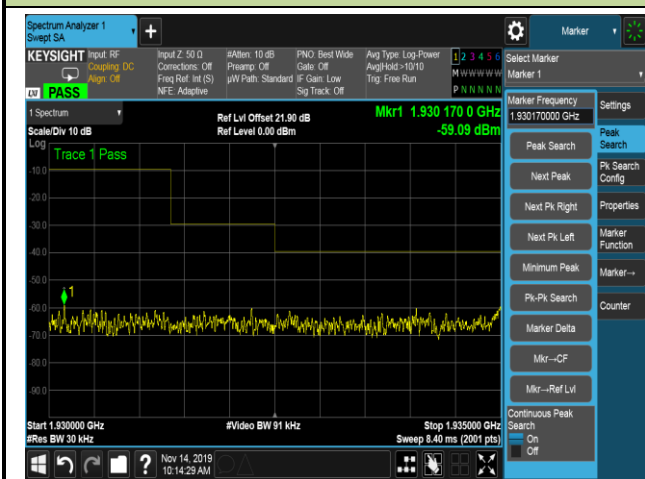 Spectrum Analyzer 1
Swept SA
Marker
KEYSIGHT
Input: RF
Coupling: DC
Align: Off
Input Z: 50 Ω
Corrections: Off
Freq Ref: Int (S)
NFE: Adaptive
#Atten: 10 dB
Preamp: Off
µW Path: Standard
PNO: Best Wide
Gate: Off
IF Gain: Low
Sig Track: Off
Avg Type: Log-Power
Avg|Hold:>10/10
Trig: Free Run
1 2 3 4 5 6
M W W W W W
P N N N N N
LXI
PASS
1 Spectrum
Scale/Div 10 dB
Ref Lvl Offset 21.90 dB
Ref Level 0.00 dBm
Mkr1 1.930 170 0 GHz
-59.09 dBm
Log
Trace 1 Pass
-10.0
-20.0
-30.0
-40.0
-50.0
-60.0
-70.0
-80.0
-90.0
1
Start 1.930000 GHz
#Res BW 30 kHz
#Video BW 91 kHz
Stop 1.935000 GHz
Sweep 8.40 ms (2001 pts)
Select Marker
Marker 1
Marker Frequency
1.930170000 GHz
Peak Search
Next Peak
Next Pk Right
Next Pk Left
Minimum Peak
Pk-Pk Search
Marker Delta
Mkr→CF
Mkr→Ref Lvl
Continuous Peak
Search
On
Off
Settings
Peak
Search
Pk Search
Config
Properties
Marker
Function
Marker→
Counter
?
Nov 14, 2019
10:14:29 AM